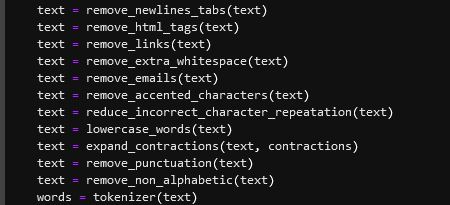 text = remove_newlines_tabs(text)
text = remove_html_tags(text)
text = remove_links(text)
text = remove_extra_whitespace(text)
text = remove_emails(text)
text = remove_accented_characters(text)
text = reduce_incorrect_character_repeatation(text)
text = lowercase_words(text)
text = expand_contractions(text, contractions)
text = remove_punctuation(text)
text = remove_non_alphabetic(text)
words = tokenizer(text)